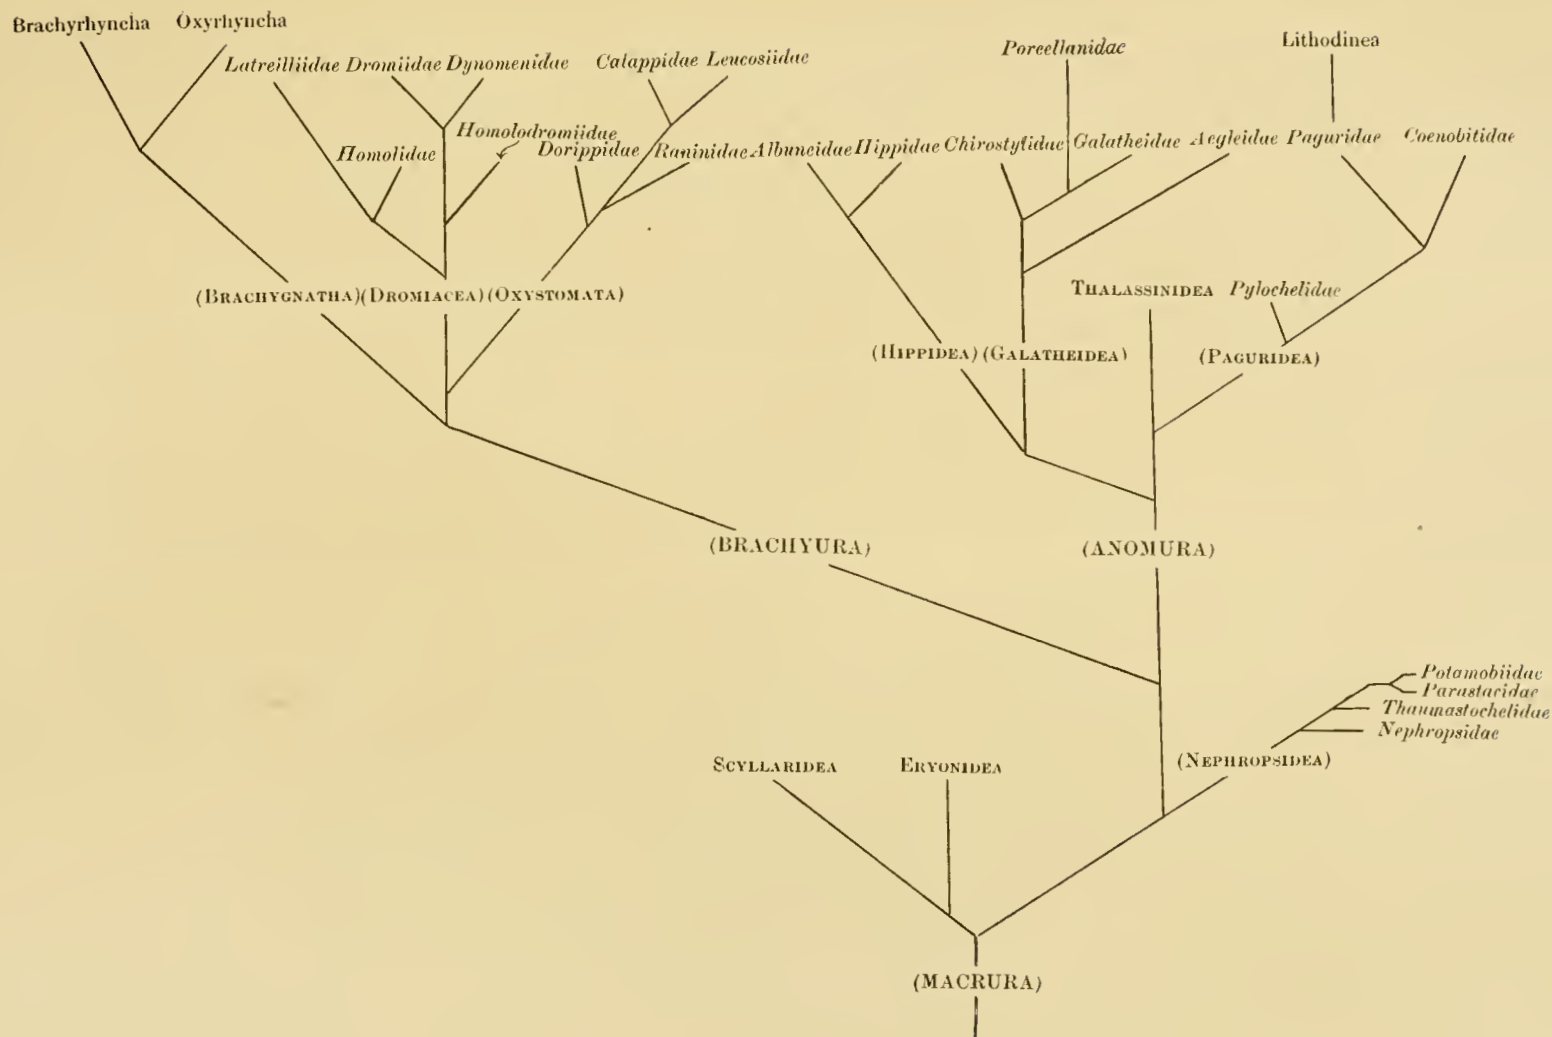 Brachyrhyncha Oxyrhyncha
Porcellanidae Lithodinea
Latreilliidae Dromiidae Dynomenidae Calappidae Leucosiidae
Homolodromiidae
Homolidae Dorippidae Raninidae Albuneidae Hippidae Chirostylidae Galatheidae Aegleidae Paguridae Coenobitidae
(BRACHYGNATHA) (DROMIACEA) (OXYSTOMATA) THALASSINIDEA Pylochelidae
(HIPPIDEA) (GALATHEIDEA) (PAGURIDEA)
(BRACHYURA) (ANOMURA)
Potamobiidae
Parastacidae
Thaumastochelidae
Nephropsidae
SCYLLARIDEA ERYONIDEA (NEPHROPSIDEA)
(MACRURA)